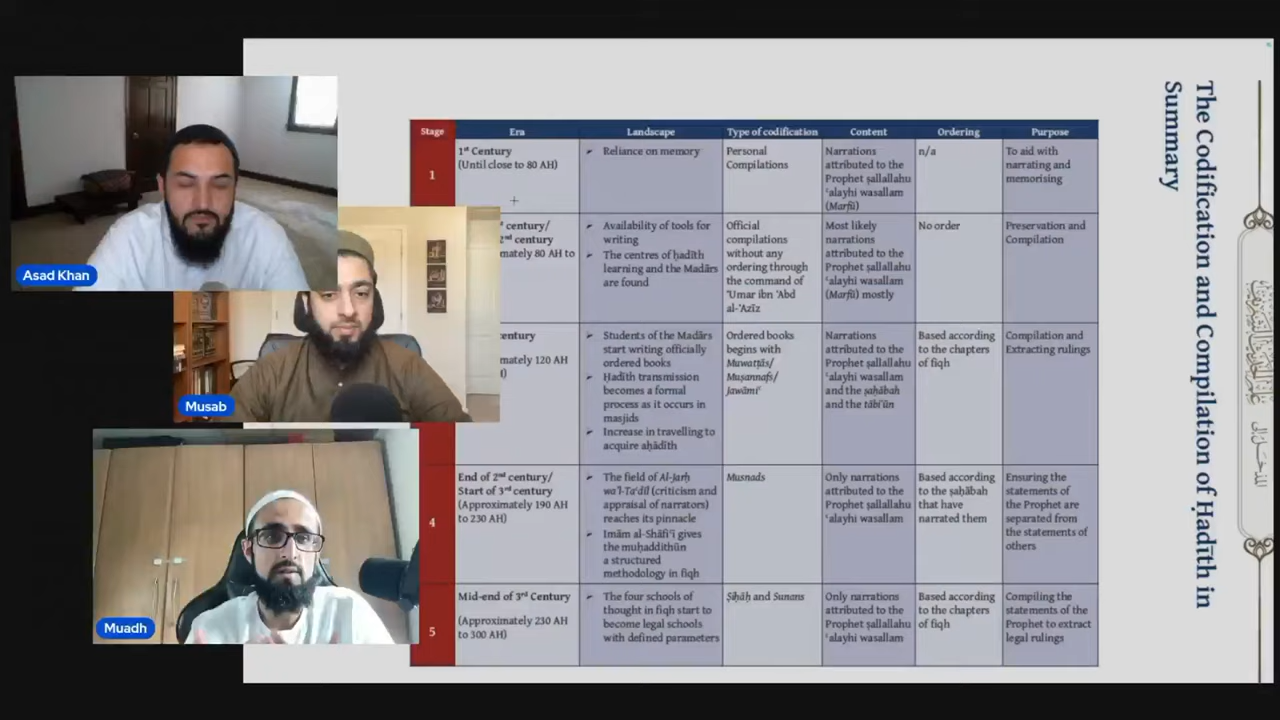 The Codification and Compilation of Ḥadīth in
Summary
Stage
Era
Landscape
Type of codification
Content
Ordering
Purpose
1
1st Century
(Until close to 80 AH)
Reliance on memory
Personal
Compilations
Narrations
attributed to the
Prophet ṣallallahu
ʿalayhi wasallam
(Marfū)
n/a
To aid with
narrating and
memorising
century/
2nd century
mately 80 AH to
Availability of tools for
writing
The centres of ḥadīth
learning and the Madārs
are found
Official
compilations
without any
ordering through
the command of
ʿUmar ibn ʿAbd
al-ʿAzīz
Most likely
narrations
attributed to the
Prophet ṣallallahu
ʿalayhi wasallam
(Marfū) mostly
No order
Preservation and
Compilation
entury
mately 120 AH
Students of the Madārs
start writing officially
ordered books
Ḥadīth transmission
becomes a formal
process as it occurs in
masjids
Increase in travelling to
acquire aḥādīth
Ordered books
begins with
Muwaṭṭās/
Muṣannafs/
Jawāmiʿ
Narrations
attributed to the
Prophet ṣallallahu
ʿalayhi wasallam
and the ṣaḥābah
and the tābiʿūn
Based according
to the chapters
of fiqh
Compilation and
Extracting rulings
4
End of 2nd century/
Start of 3rd century
(Approximately 190 AH
to 230 AH)
The field of Al-Jarḥ
wa'l-Taʿdīl (criticism and
appraisal of narrators)
reaches its pinnacle
Imām al-Shāfiʿī gives
the muḥaddithūn
a structured
methodology in fiqh
Musnads
Only narrations
attributed to the
Prophet ṣallallahu
ʿalayhi wasallam
Based according
to the ṣaḥābah
that have
narrated them
Ensuring the
statements of
the Prophet are
separated from
the statements of
others
5
Mid-end of 3rd Century
(Approximately 230 AH
to 300 AH)
The four schools of
thought in fiqh start to
become legal schools
with defined parameters
Ṣiḥāḥ and Sunans
Only narrations
attributed to the
Prophet ṣallallahu
ʿalayhi wasallam
Based according
to the chapters
of fiqh
Compiling the
statements of the
Prophet to extract
legal rulings
Asad Khan
Musab
Muadh